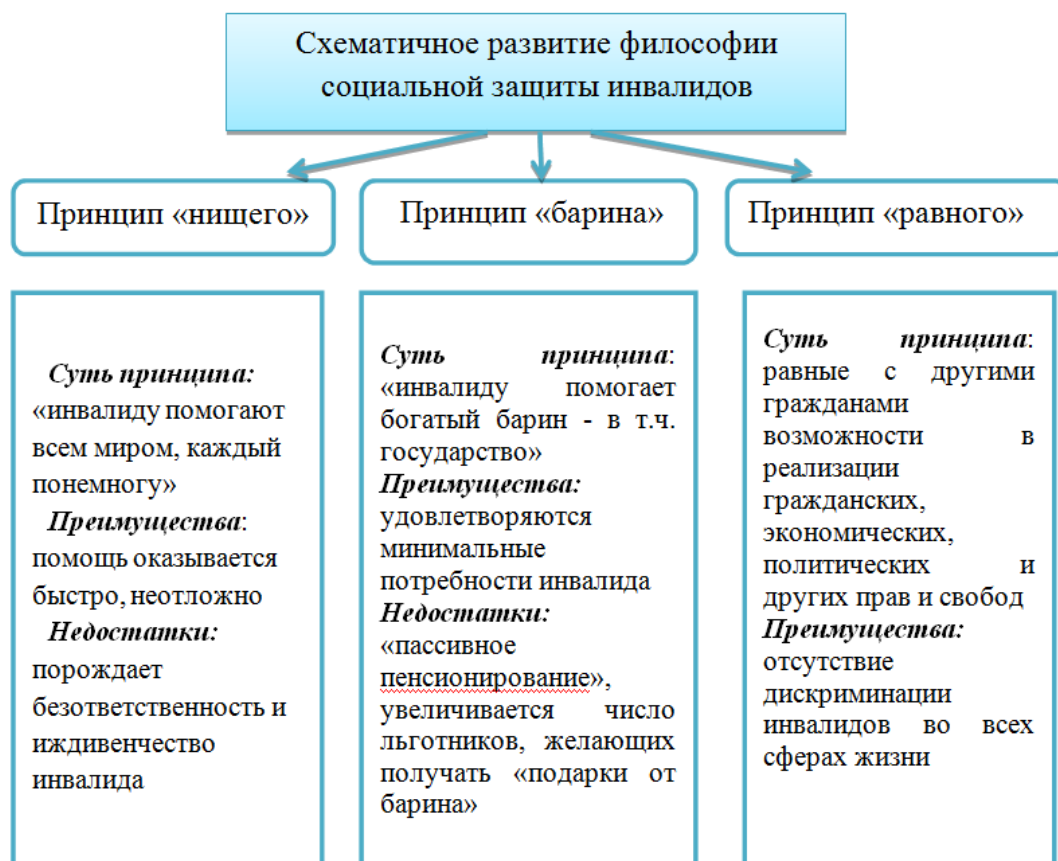 Схематичное развитие философии
социальной защиты инвалидов
Принцип «нищего»
Принцип «барина»
Принцип «равного»
Суть принципа:
«инвалиду помогают
всем миром, каждый
понемногу»
Преимущества:
помощь оказывается
быстро, неотложно
Недостатки:
порождает
безответственность и
иждивенчество
инвалида
Суть принципа:
«инвалиду помогает
богатый барин - в т.ч.
государство»
Преимущества:
удовлетворяются
минимальные
потребности инвалида
Недостатки:
«пассивное
пенсионирование»,
увеличивается число
льготников, желающих
получать «подарки от
барина»
Суть принципа:
равные с другими
гражданами
возможности в
реализации
гражданских,
экономических,
политических и
других прав и свобод
Преимущества:
отсутствие
дискриминации
инвалидов во всех
сферах жизни